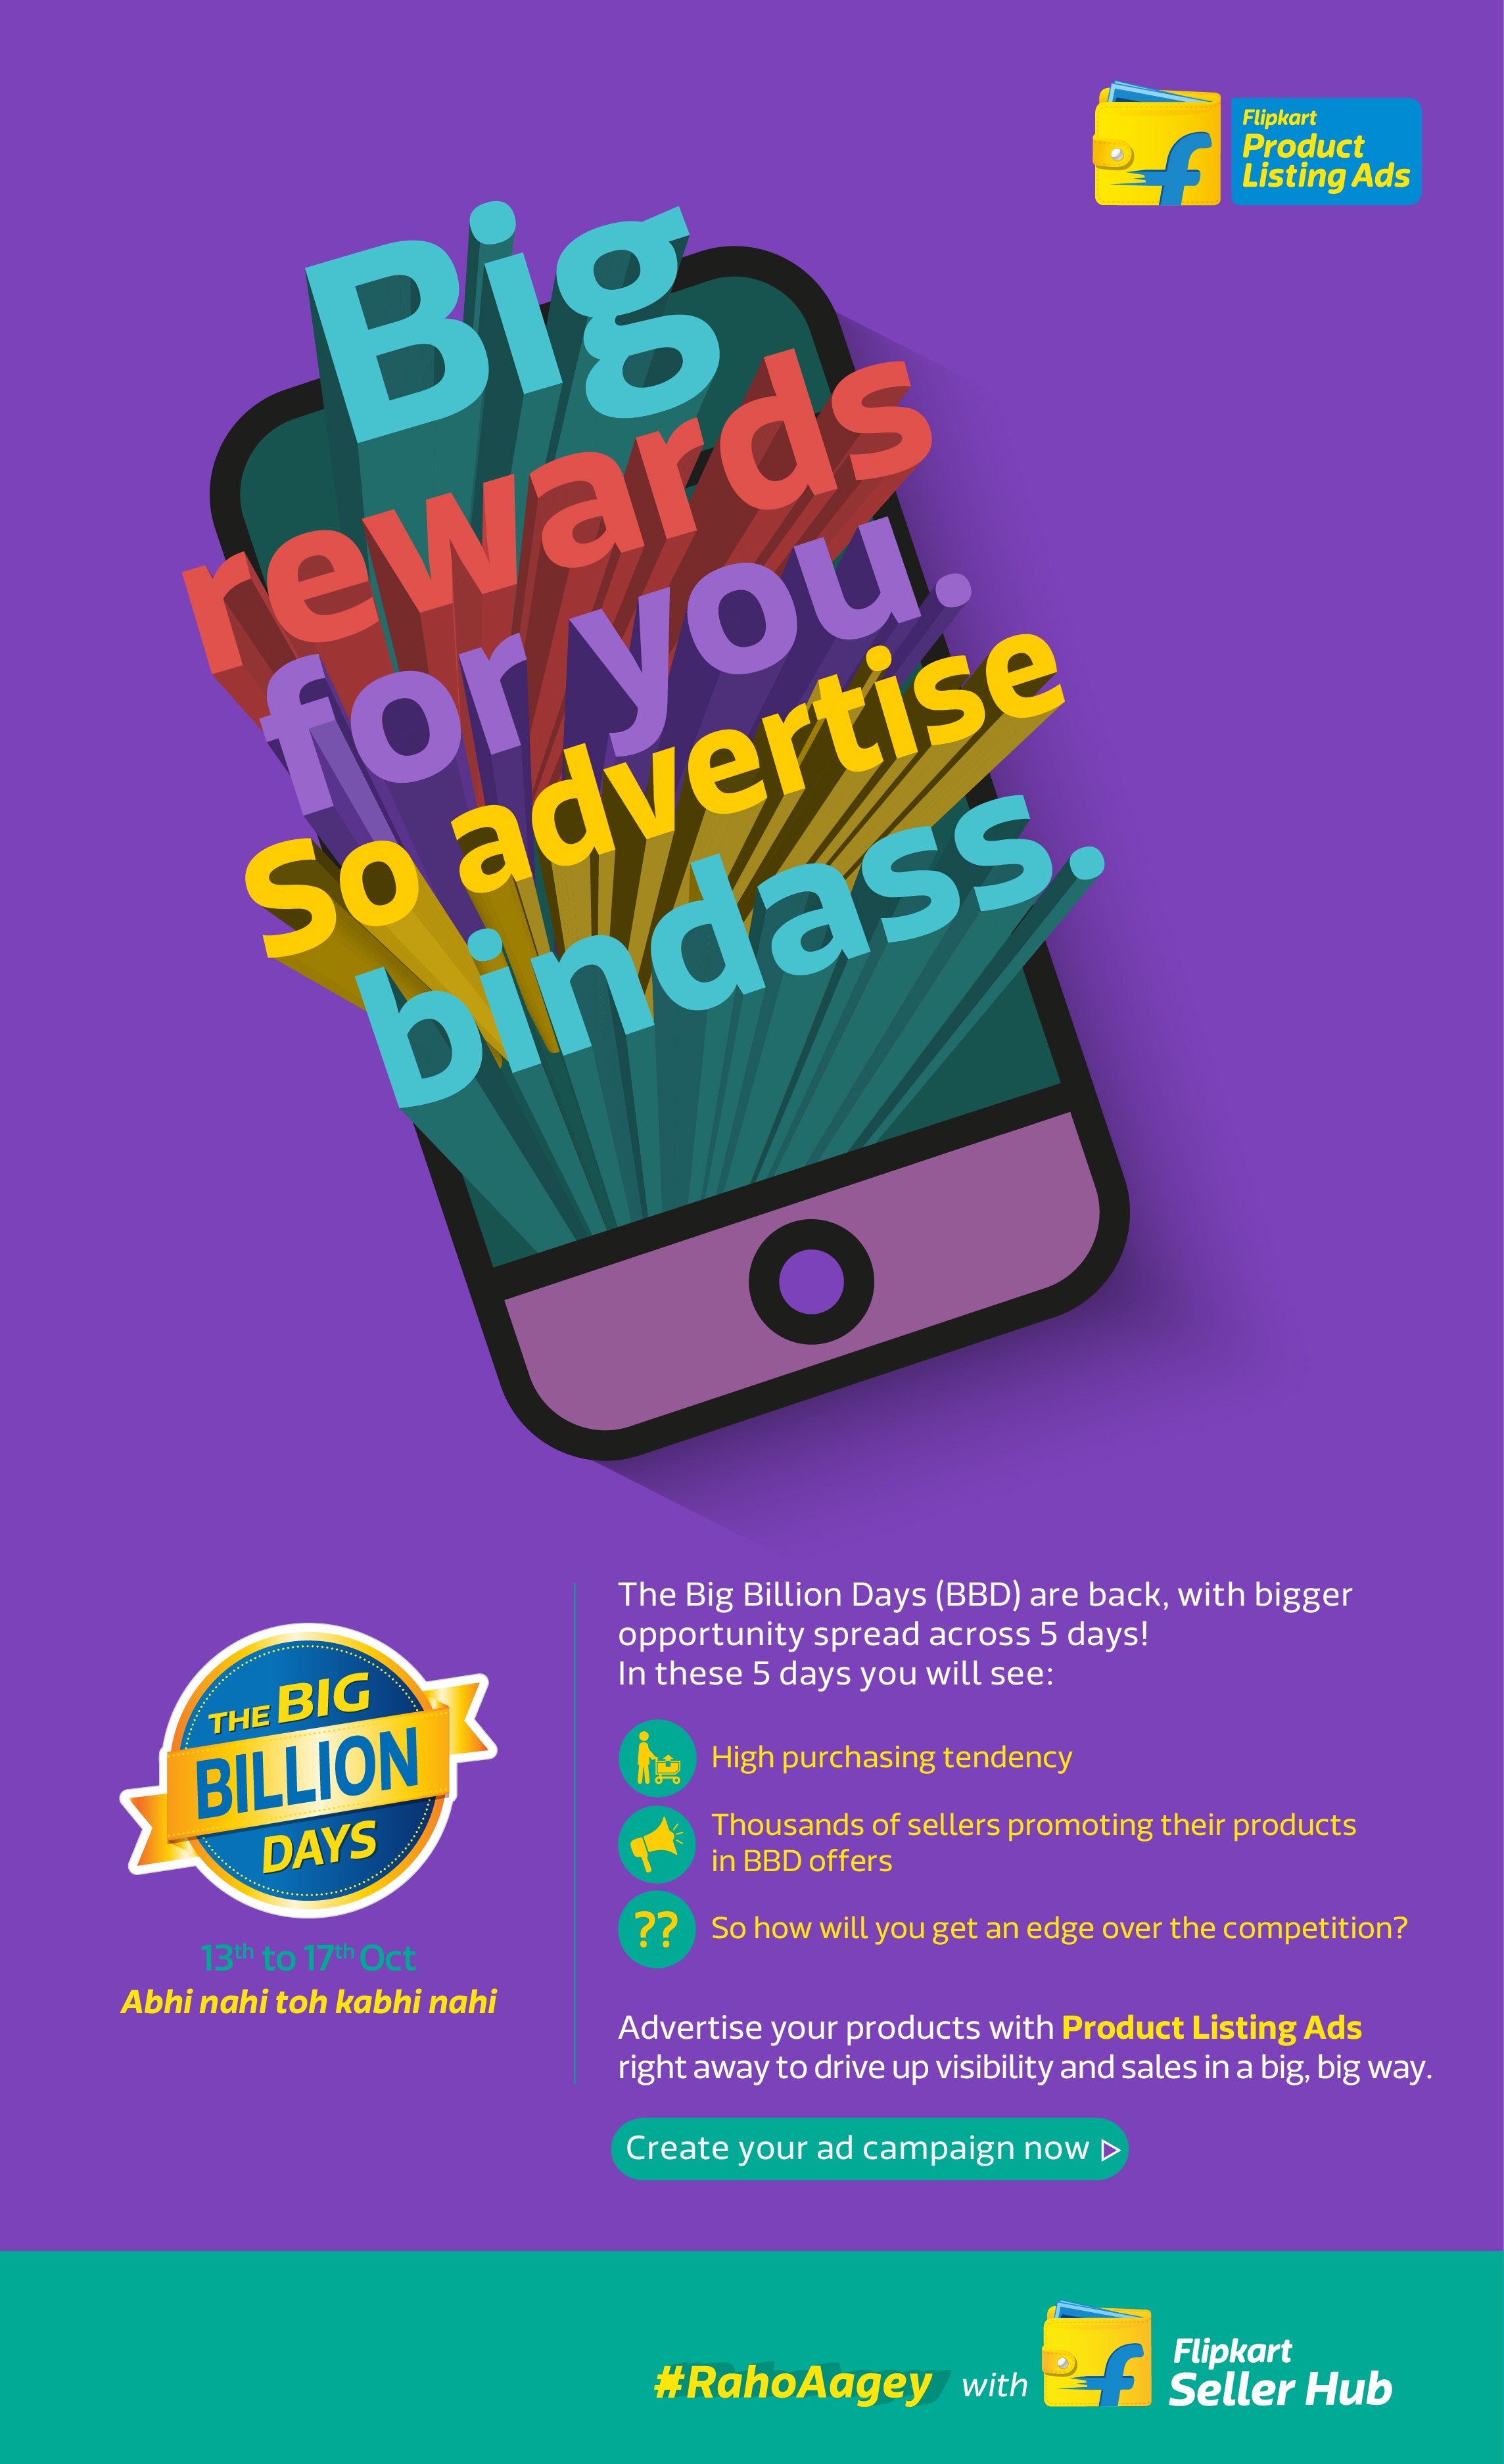 Flipkart
Product
Listing Ads
Big
rewards
for you.
So advertise
bindass.
THE BIG
BILLION
DAYS
13th to 17th Oct
Abhi nahi toh kabhi nahi
The Big Billion Days (BBD) are back, with bigger
opportunity spread across 5 days!
In these 5 days you will see:
High purchasing tendency
Thousands of sellers promoting their products
in BBD offers
??
So how will you get an edge over the competition?
Advertise your products with Product Listing Ads
right away to drive up visibility and sales in a big, big way.
Create your ad campaign now
#RahoAagey with
Flipkart
Seller Hub